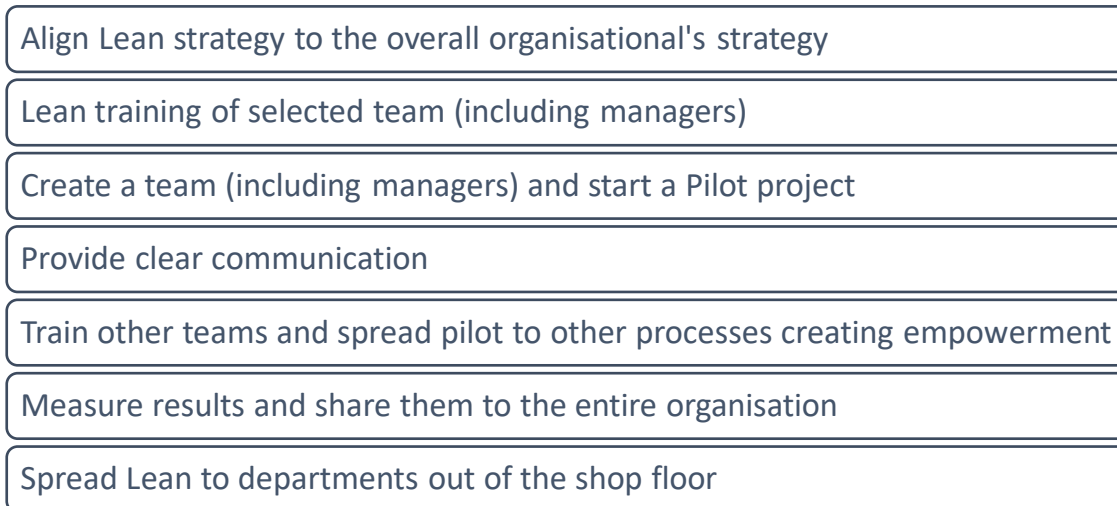 Align Lean strategy to the overall organisational's strategy
Lean training of selected team (including managers)
Create a team (including managers) and start a Pilot project
Provide clear communication
Train other teams and spread pilot to other processes creating empowerment
Measure results and share them to the entire organisation
Spread Lean to departments out of the shop floor